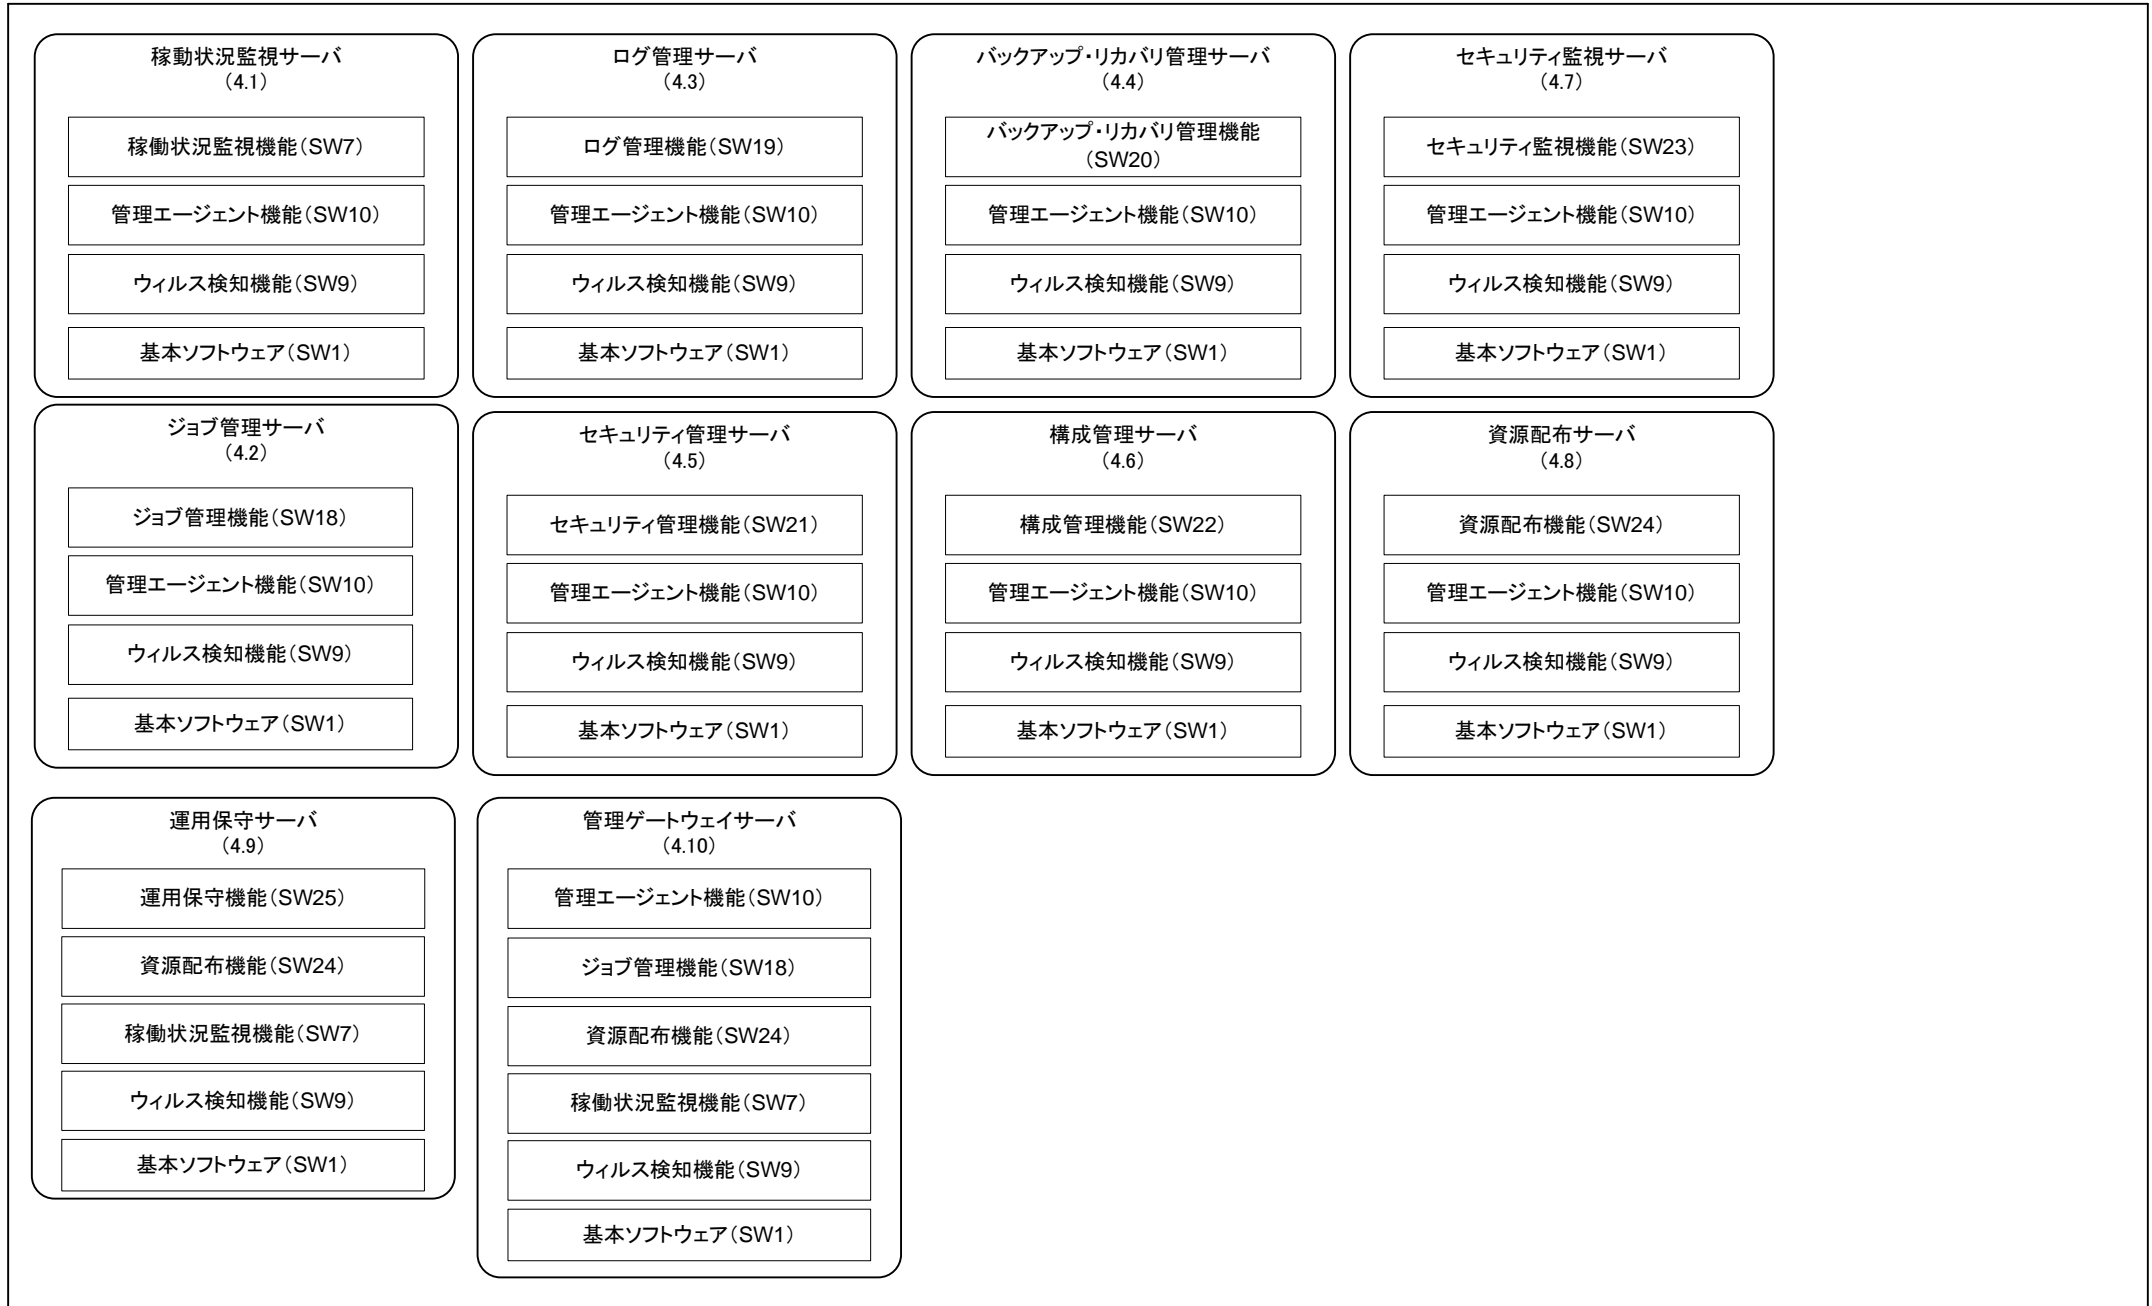 稼動状況監視サーバ
（4.1）
稼働状況監視機能（SW7）
管理エージェント機能（SW10）
ウィルス検知機能（SW9）
基本ソフトウェア（SW1）
ログ管理サーバ
（4.3）
ログ管理機能（SW19）
管理エージェント機能（SW10）
ウィルス検知機能（SW9）
基本ソフトウェア（SW1）
バックアップ・リカバリ管理サーバ
（4.4）
バックアップ・リカバリ管理機能
（SW20）
管理エージェント機能（SW10）
ウィルス検知機能（SW9）
基本ソフトウェア（SW1）
セキュリティ監視サーバ
（4.7）
セキュリティ監視機能（SW23）
管理エージェント機能（SW10）
ウィルス検知機能（SW9）
基本ソフトウェア（SW1）
ジョブ管理サーバ
（4.2）
ジョブ管理機能（SW18）
管理エージェント機能（SW10）
ウィルス検知機能（SW9）
基本ソフトウェア（SW1）
セキュリティ管理サーバ
（4.5）
セキュリティ管理機能（SW21）
管理エージェント機能（SW10）
ウィルス検知機能（SW9）
基本ソフトウェア（SW1）
構成管理サーバ
（4.6）
構成管理機能（SW22）
管理エージェント機能（SW10）
ウィルス検知機能（SW9）
基本ソフトウェア（SW1）
資源配布サーバ
（4.8）
資源配布機能（SW24）
管理エージェント機能（SW10）
ウィルス検知機能（SW9）
基本ソフトウェア（SW1）
運用保守サーバ
（4.9）
運用保守機能（SW25）
資源配布機能（SW24）
稼働状況監視機能（SW7）
ウィルス検知機能（SW9）
基本ソフトウェア（SW1）
管理ゲートウェイサーバ
（4.10）
管理エージェント機能（SW10）
ジョブ管理機能（SW18）
資源配布機能（SW24）
稼働状況監視機能（SW7）
ウィルス検知機能（SW9）
基本ソフトウェア（SW1）